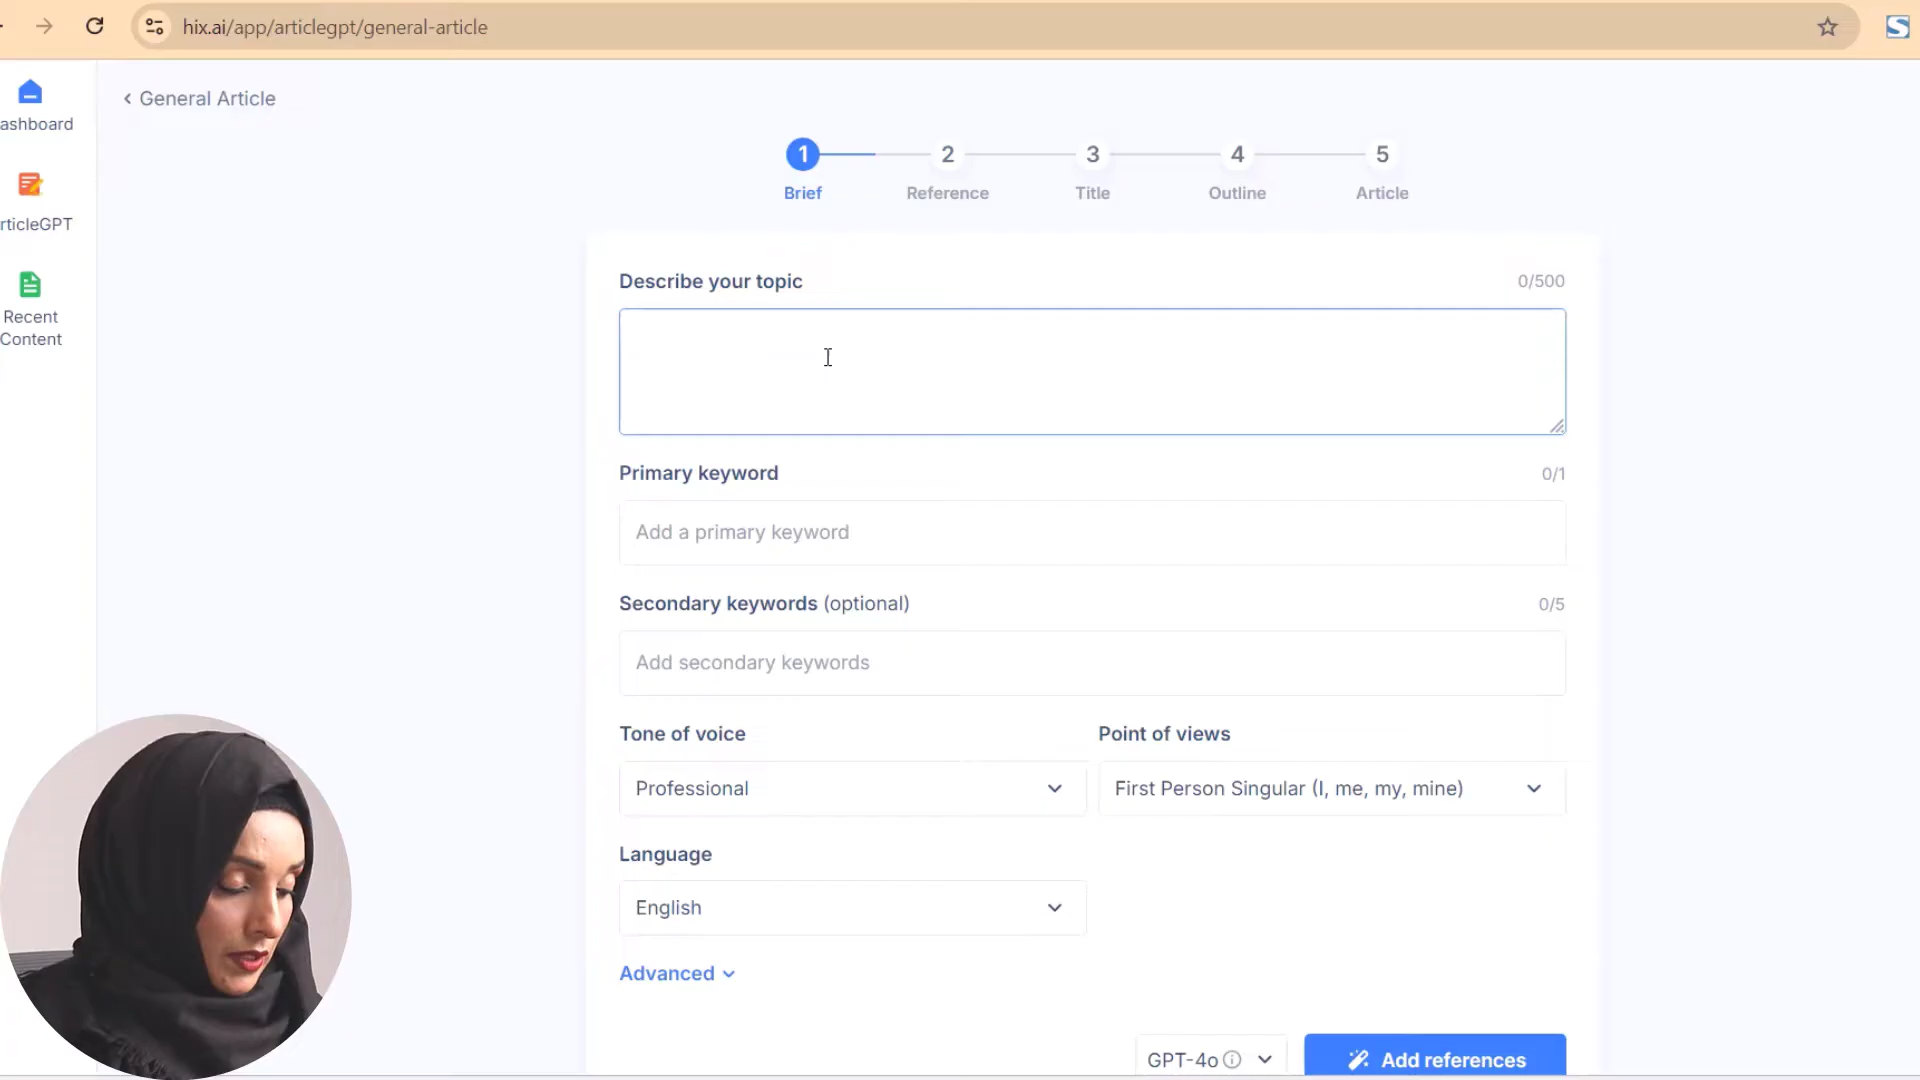 hix.ai/app/articlegpt/general-article
ashboard
rticleGPT
Recent
Content
General Article
1
2
3
4
5
Brief
Reference
Title
Outline
Article
Describe your topic
0/500
Primary keyword
0/1
Add a primary keyword
Secondary keywords (optional)
0/5
Add secondary keywords
Tone of voice
Point of views
Professional
First Person Singular (I, me, my, mine)
Language
English
Advanced
GPT-4o
Add references